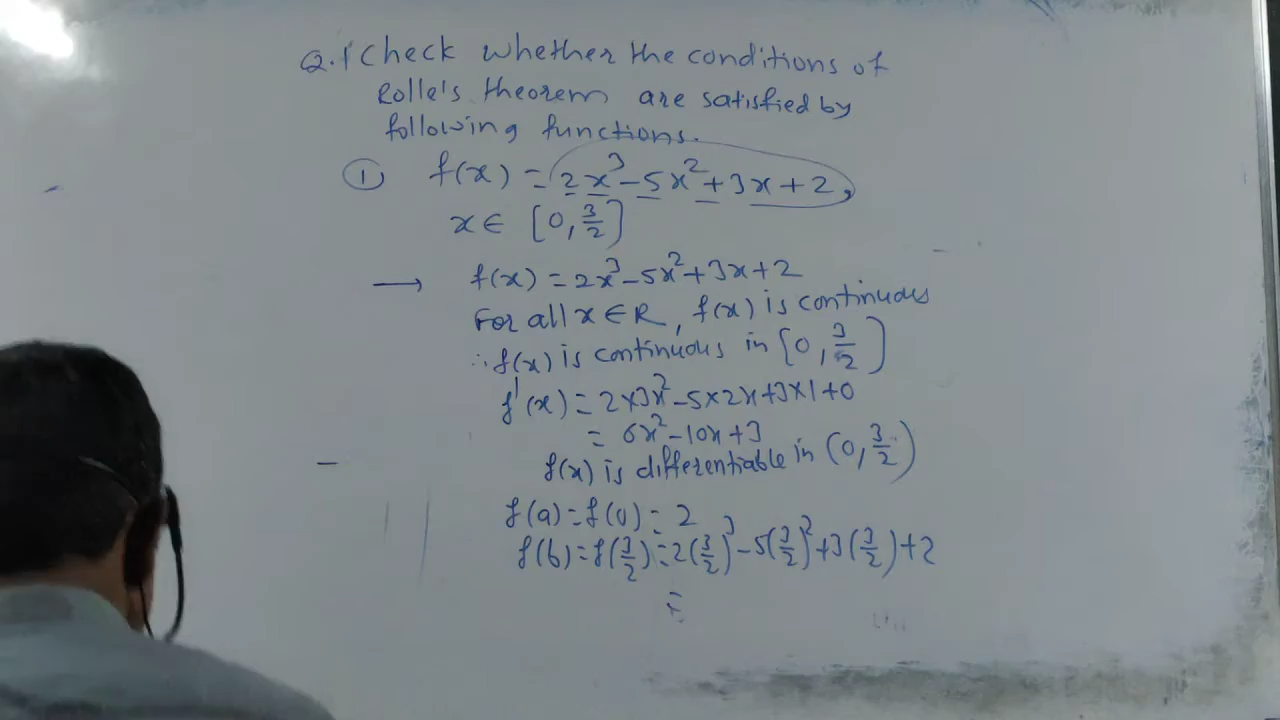 Q.1 Check whether the conditions of
Rolle's theorem are satisfied by
following functions.
① f(x) = 2x³ - 5x² + 3x + 2,
x ∈ [0, 3/2]
→ f(x) = 2x³ - 5x² + 3x + 2
For all x ∈ R, f(x) is continuous
∴ f(x) is continuous in [0, 3/2]
f'(x) = 2×3x² - 5×2x + 3×1 + 0
= 6x² - 10x + 3
f(x) is differentiable in (0, 3/2)
f(a) = f(0) = 2
f(b) = f(3/2) = 2(3/2)³ - 5(3/2)² + 3(3/2) + 2
=